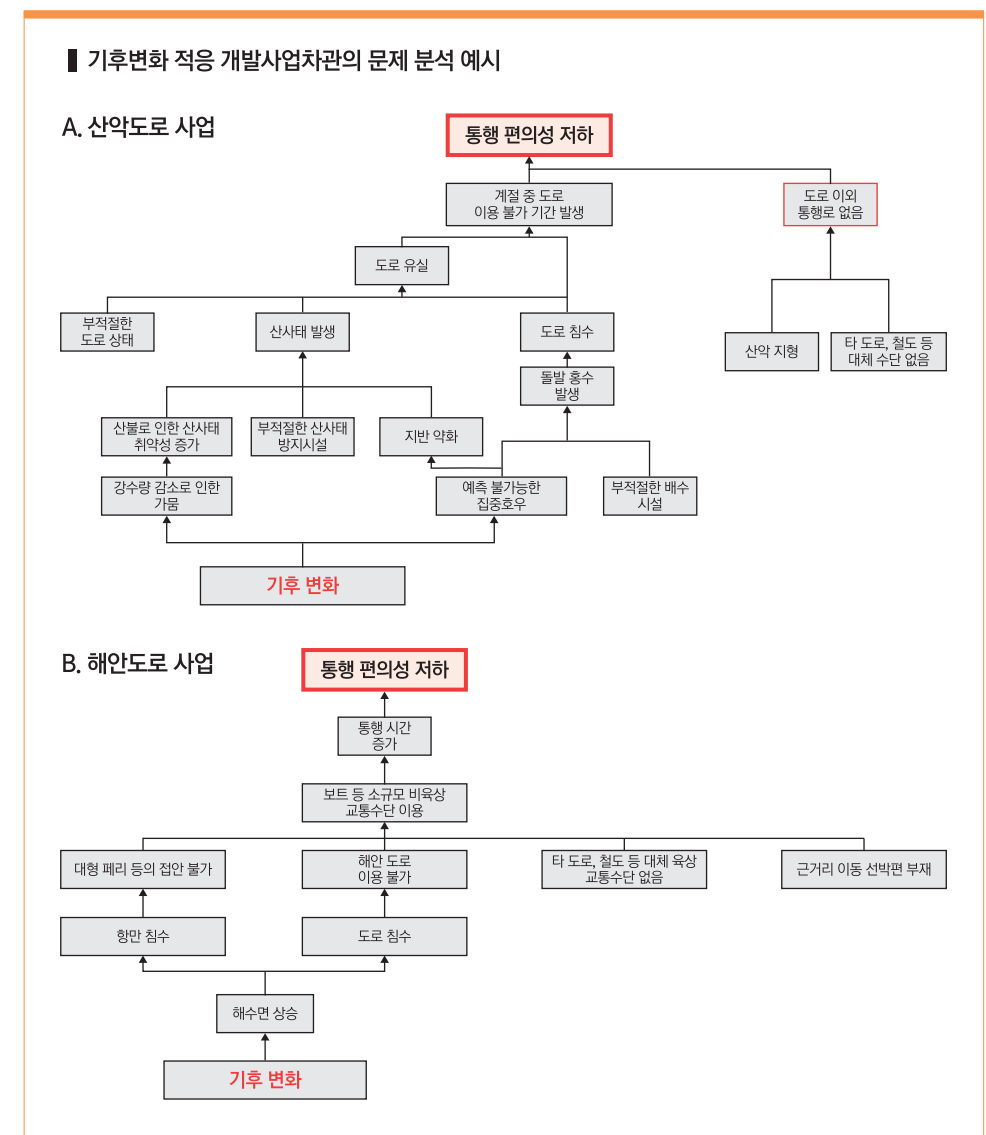 기후변화 적응 개발사업차관의 문제 분석 예시
A. 산악도로 사업
통행 편의성 저하
계절 중 도로
이용 불가 기간 발생
도로 이외
통행로 없음
도로 유실
부적절한
도로 상태
산사태 발생
도로 침수
산악 지형
타 도로, 철도 등
대체 수단 없음
돌발 홍수
발생
산불로 인한 산사태
취약성 증가
부적절한 산사태
방지시설
지반 약화
강수량 감소로 인한
가뭄
예측 불가능한
집중호우
부적절한 배수
시설
기후 변화
B. 해안도로 사업
통행 편의성 저하
통행 시간
증가
보트 등 소규모 비육상
교통수단 이용
대형 페리 등의 접안 불가
해안 도로
이용 불가
타 도로, 철도 등 대체 육상
교통수단 없음
근거리 이동 선박편 부재
항만 침수
도로 침수
해수면 상승
기후 변화